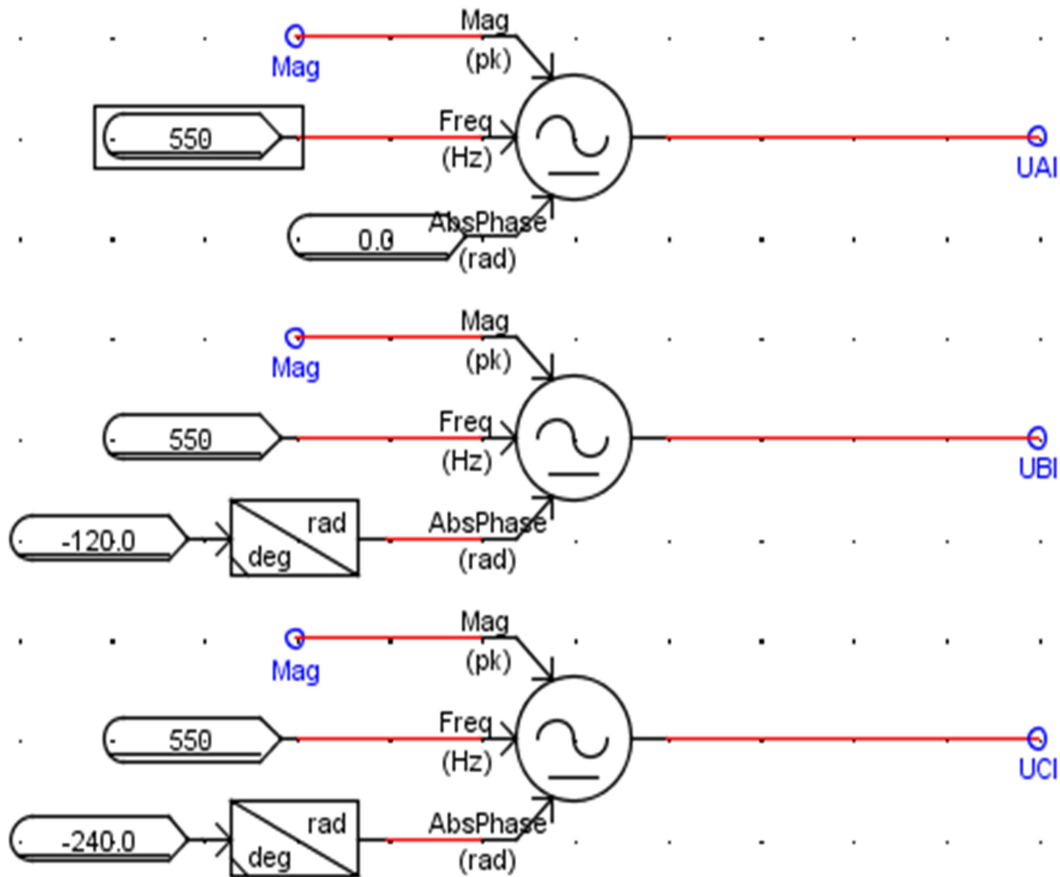 Mag
(pk)
Mag
550
Freq
(Hz)
UAI
0.0
AbsPhase
(rad)
Mag
(pk)
Mag
550
Freq
(Hz)
UBI
-120.0
rad
deg
AbsPhase
(rad)
Mag
(pk)
Mag
550
Freq
(Hz)
UCI
-240.0
rad
deg
AbsPhase
(rad)